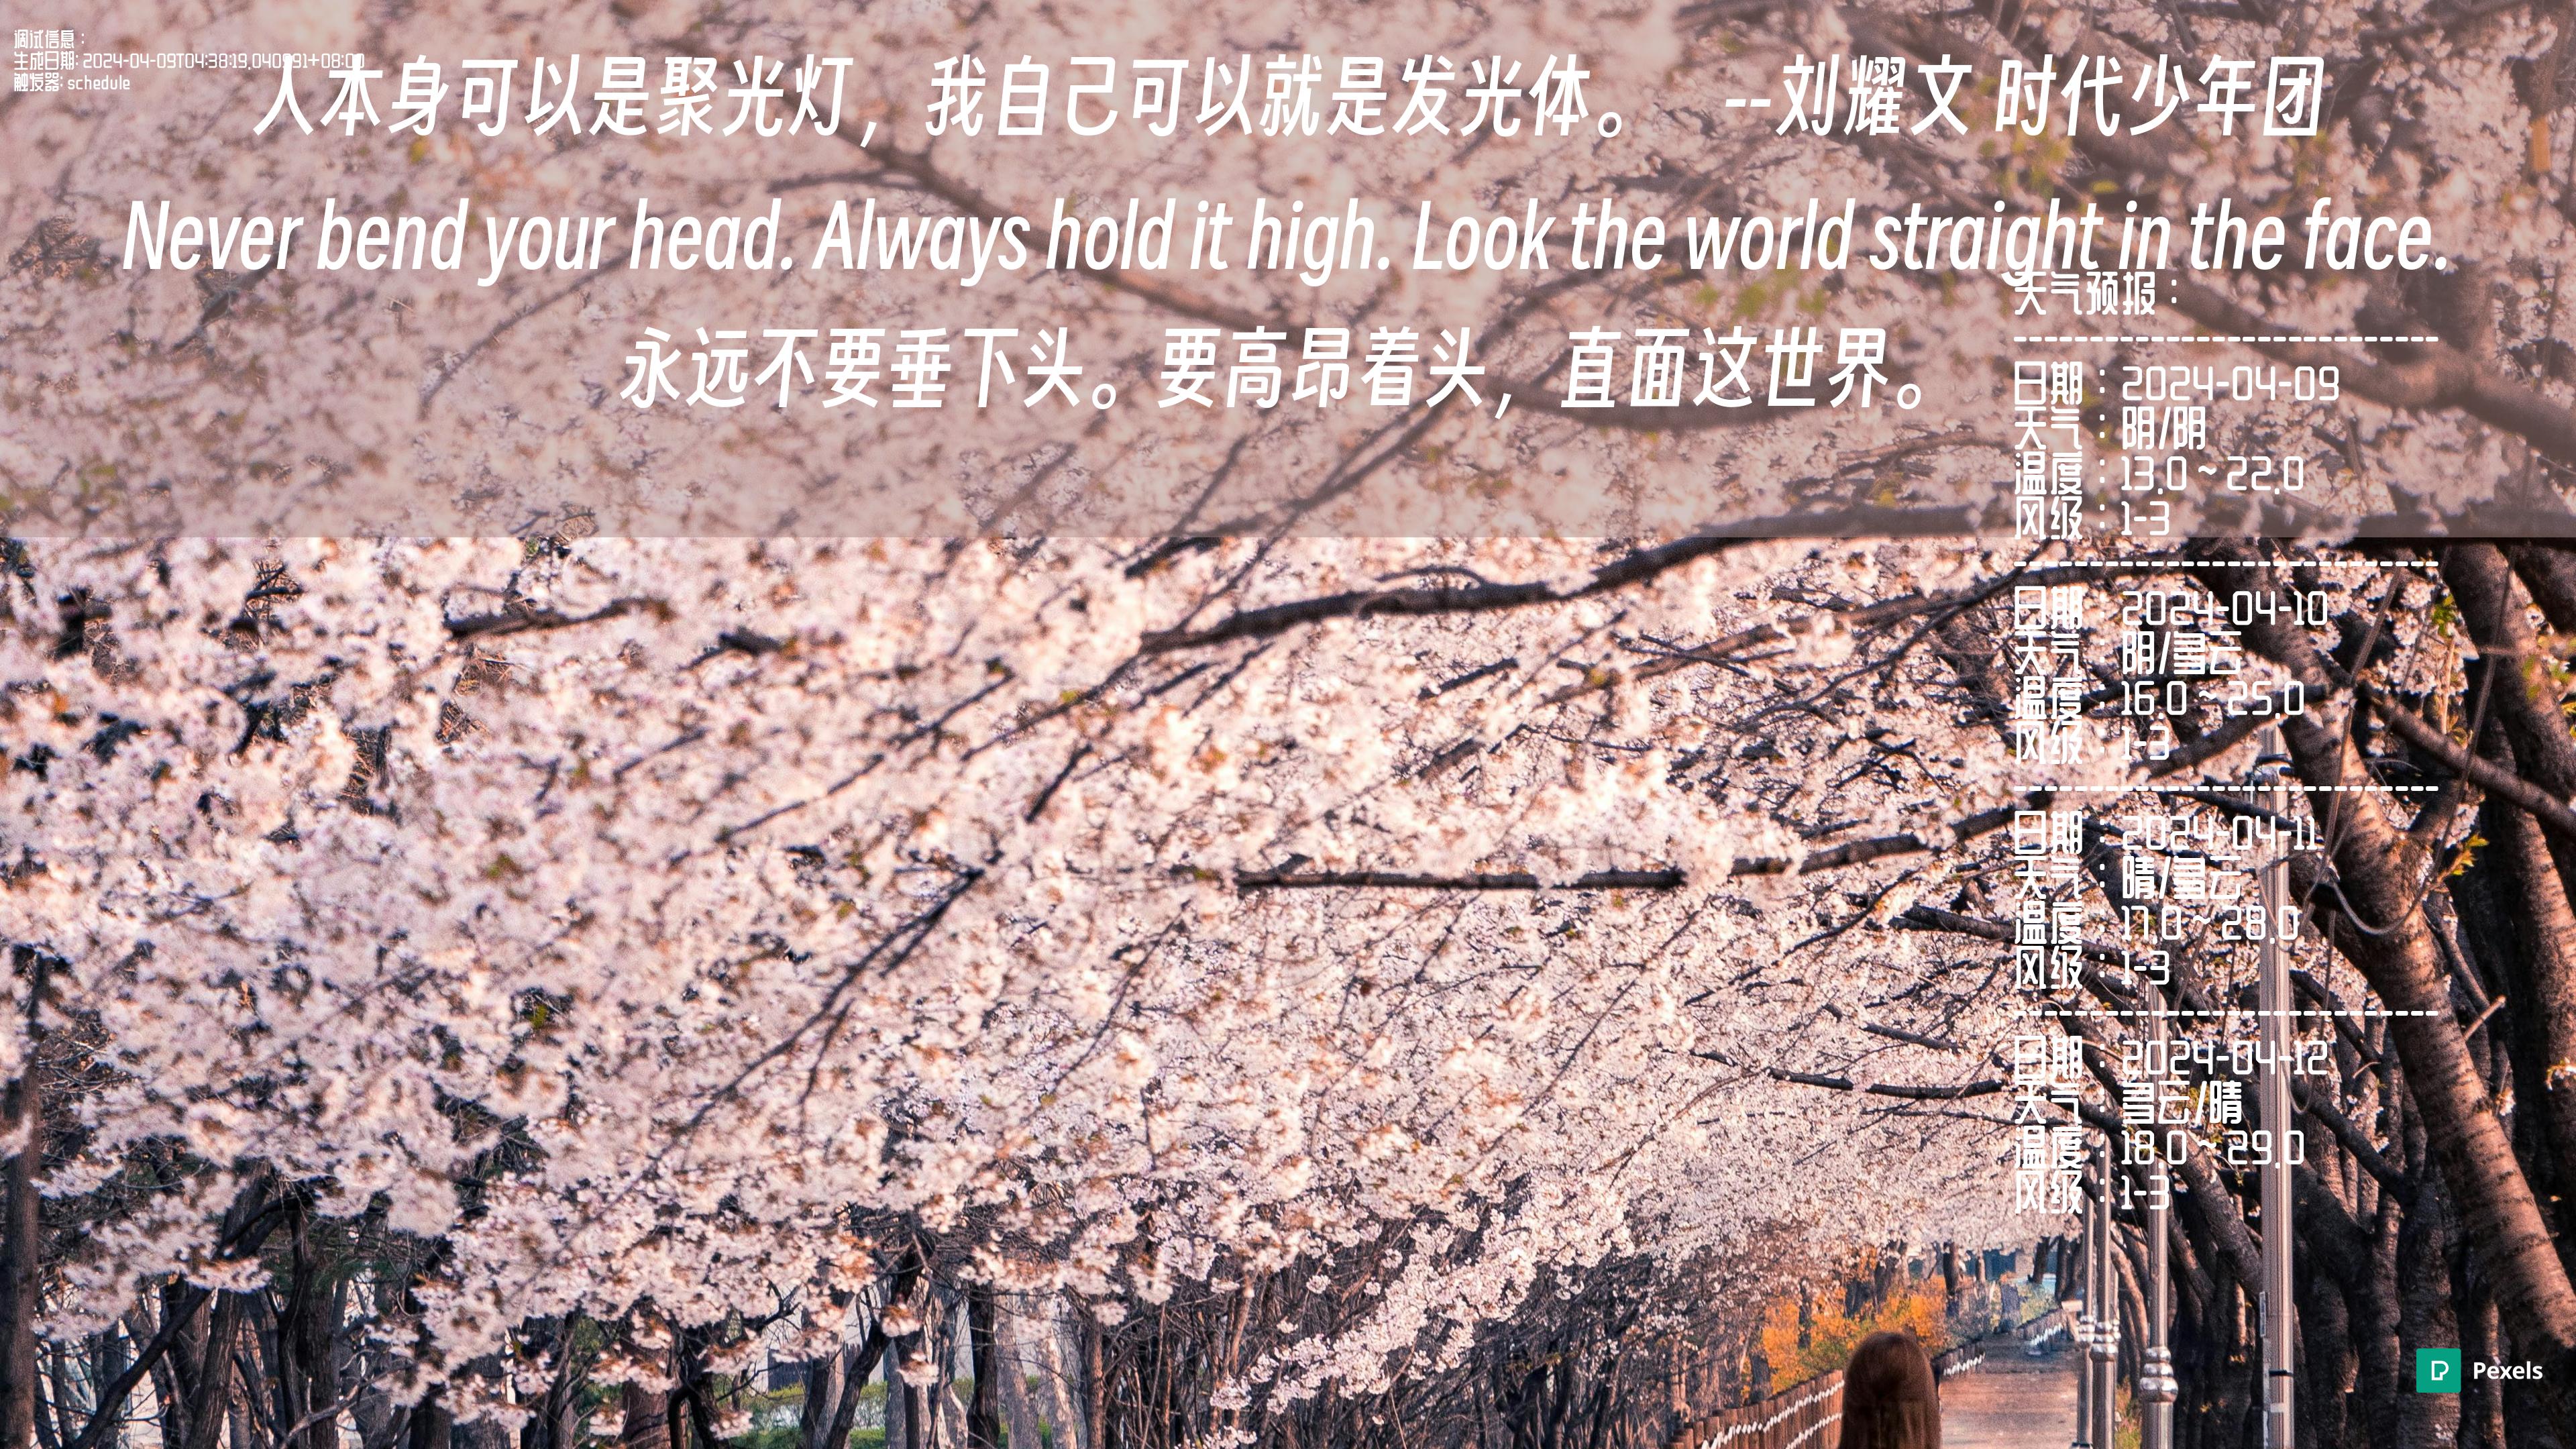 调试信息：
生成日期: 2024-04-09T04:38:19.040991+08:00
触发器: schedule
人本身可以是聚光灯，我自己可以就是发光体。 --刘耀文 时代少年团
Never bend your head. Always hold it high. Look the world straight in the face.
永远不要垂下头。要高昂着头，直面这世界。
天气预报：
------------------------------
日期：2024-04-09
天气：阴/阴
温度：13.0 ~ 22.0
风级：1-3
------------------------------
日期：2024-04-10
天气：阴/多云
温度：16.0 ~ 25.0
风级：1-3
------------------------------
日期：2024-04-11
天气：晴/多云
温度：17.0 ~ 28.0
风级：1-3
------------------------------
日期：2024-04-12
天气：多云/晴
温度：18.0 ~ 29.0
风级：1-3
Pexels